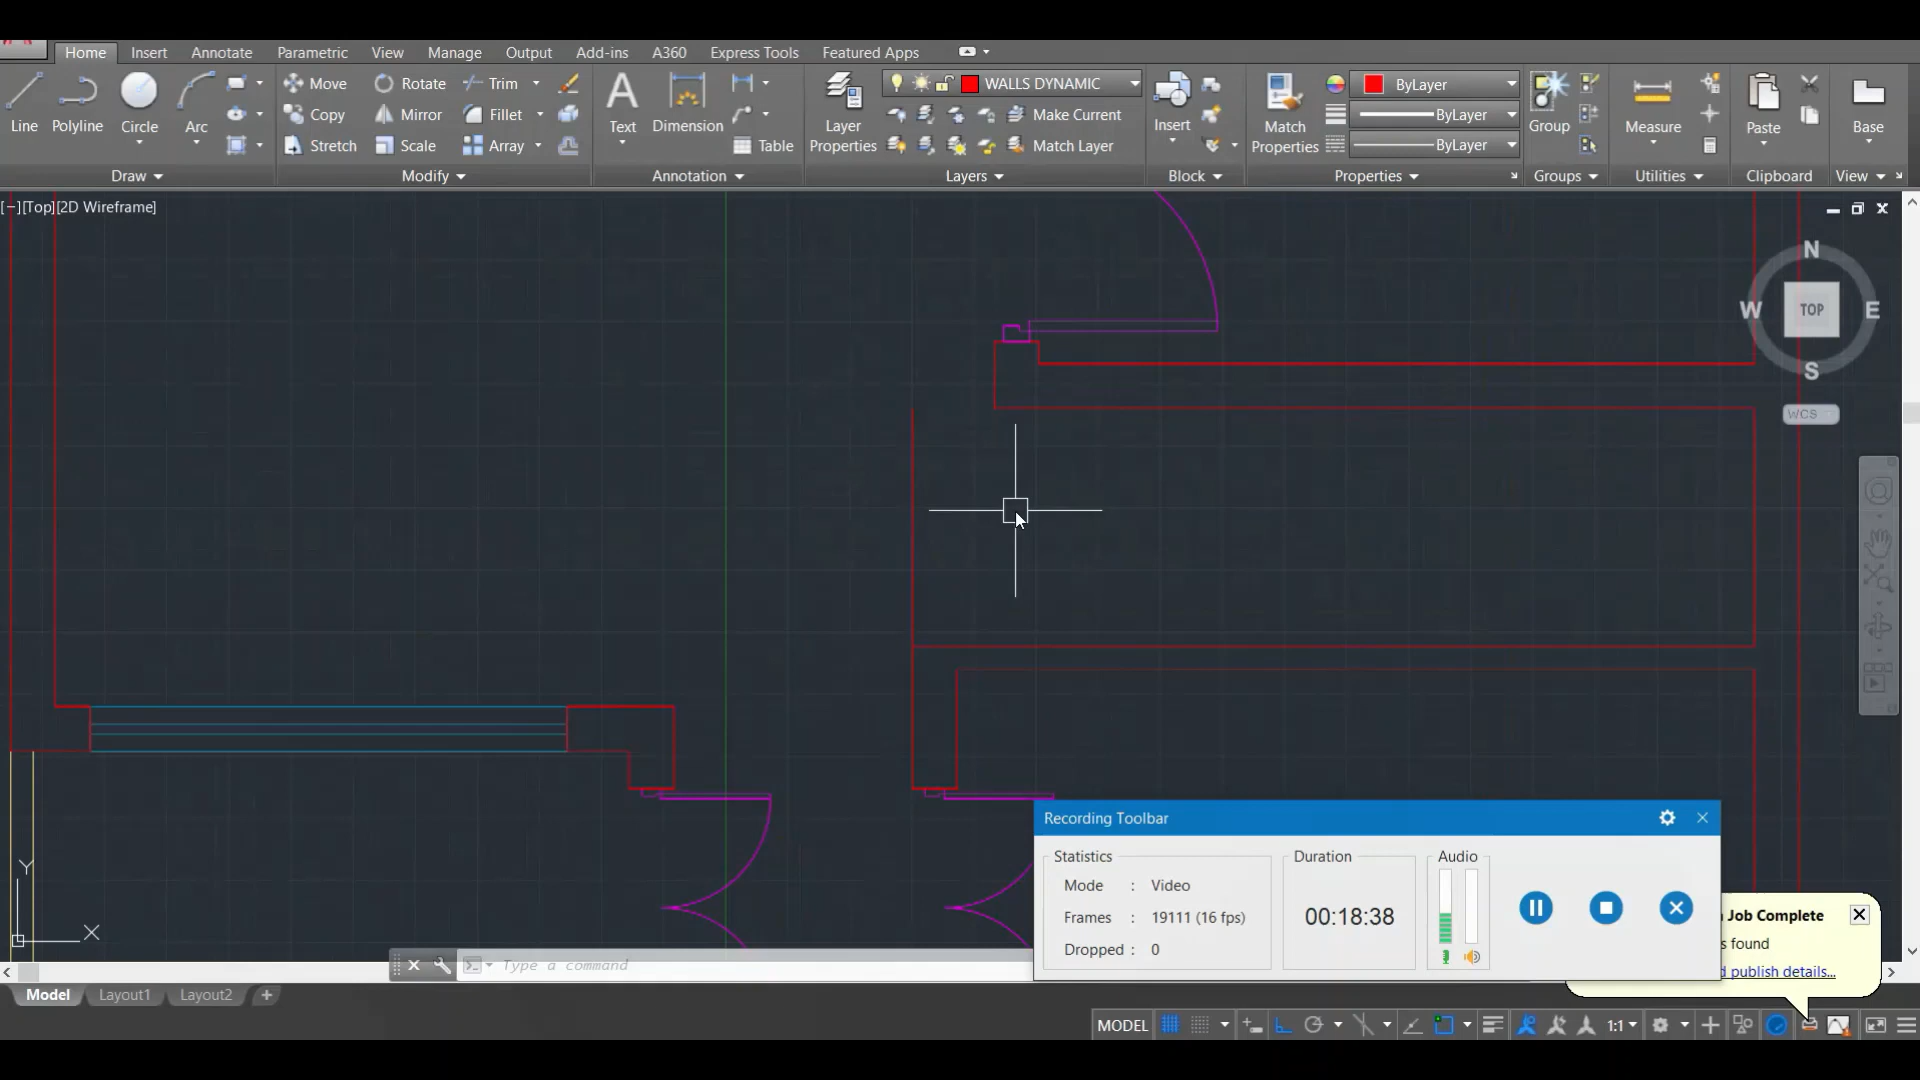 Home Insert Annotate Parametric View Manage Output Add-ins A360 Express Tools Featured Apps
Line Polyline Circle Arc
Move Rotate Trim
Copy Mirror Fillet
Stretch Scale Array
Text Dimension Table
Layer Properties
WALLS DYNAMIC
Make Current
Match Layer
Insert
Match Properties
ByLayer
ByLayer
ByLayer
Group Measure Paste Base
Draw Modify Annotation Layers Block Properties Groups Utilities Clipboard View
[−][Top][2D Wireframe]
N
W TOP E
S
WCS
Y
X
Recording Toolbar
Statistics
Mode : Video
Frames : 19111 (16 fps)
Dropped : 0
Duration
00:18:38
Audio
Job Complete
s found
publish details...
Type a command
Model Layout1 Layout2 +
MODEL 1:1